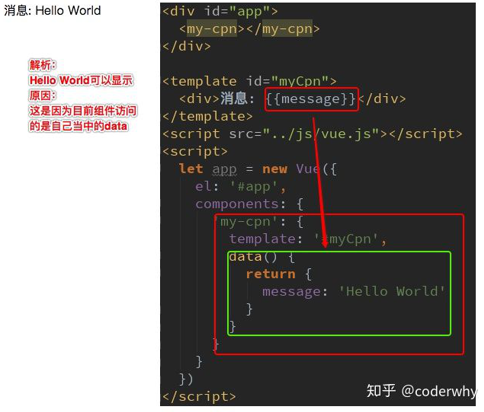 消息: Hello World
解析:
Hello World可以显示
原因:
这是因为目前组件访问
的是自己当中的data
<div id="app">
<my-cpn></my-cpn>
</div>
<template id="myCpn">
<div>消息: {{message}}</div>
</template>
<script src="../js/vue.js"></script>
<script>
let app = new Vue({
el: '#app',
components: {
'my-cpn': {
template: '#myCpn',
data() {
return {
message: 'Hello World'
}
}
}
}
})
</script>
知乎 @coderwhy